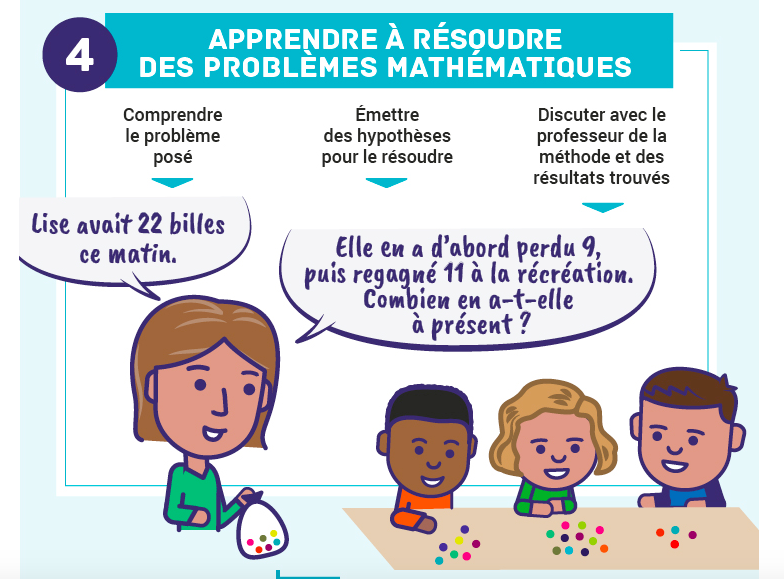 4
APPRENDRE À RÉSOUDRE
DES PROBLÈMES MATHÉMATIQUES
Comprendre
le problème
posé
Émettre
des hypothèses
pour le résoudre
Discuter avec le
professeur de la
méthode et des
résultats trouvés
Lise avait 22 billes
ce matin.
Elle en a d'abord perdu 9,
puis regagné 11 à la récréation.
Combien en a-t-elle
à présent ?